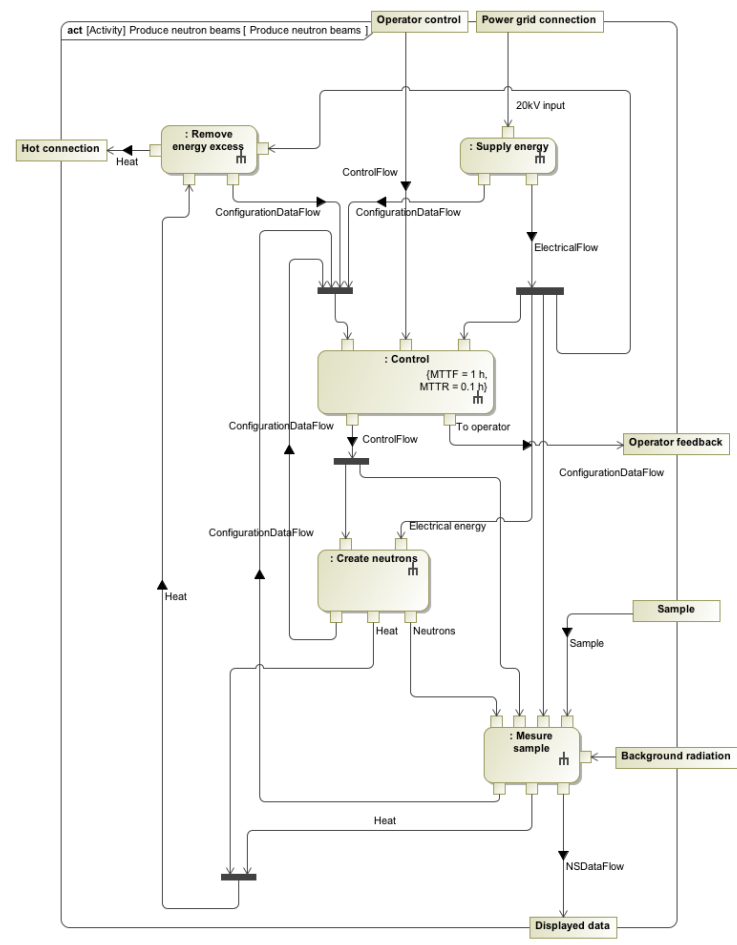 Operator control
Power grid connection
act [Activity] Produce neutron beams [ Produce neutron beams ]
20kV input
: Remove
energy excess
: Supply energy
Hot connection
Heat
ControlFlow
ConfigurationDataFlow
ConfigurationDataFlow
ElectricalFlow
: Control
{MTTF = 1 h,
MTTR = 0.1 h}
ConfigurationDataFlow
To operator
ControlFlow
Operator feedback
ConfigurationDataFlow
Electrical energy
ConfigurationDataFlow
: Create neutrons
Heat
Sample
Heat
Neutrons
Sample
: Mesure
sample
Background radiation
Heat
NSDataFlow
Displayed data